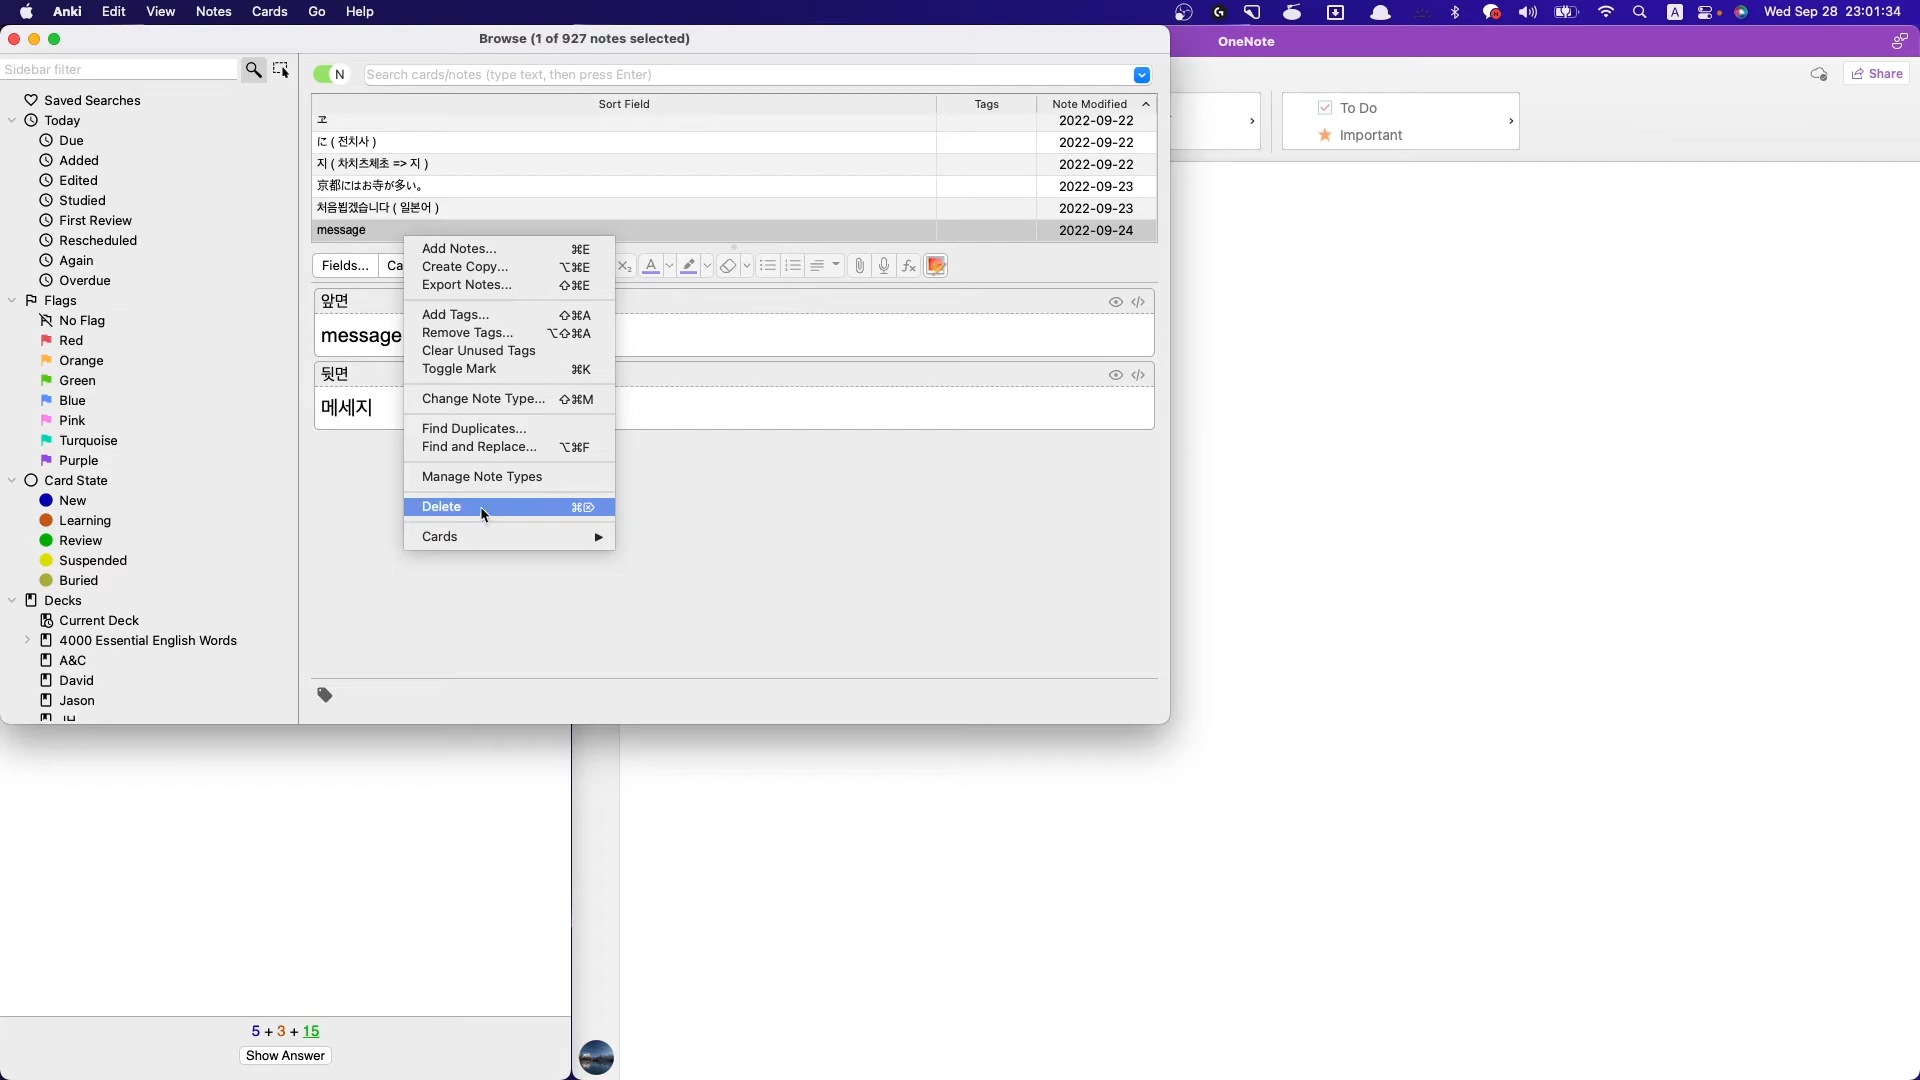 Anki Edit View Notes Cards Go Help
A Wed Sep 28 23:01:34
Browse (1 of 927 notes selected)
OneNote
Share
Sidebar filter
N
Search cards/notes (type text, then press Enter)
Sort Field Tags Note Modified
ヱ 2022-09-22
に ( 전치사 ) 2022-09-22
지 ( 차치츠체초 => 지 ) 2022-09-22
京都にはお寺が多い。 2022-09-23
처음뵙겠습니다 ( 일본어 ) 2022-09-23
message 2022-09-24
To Do
Important
Saved Searches
Today
Due
Added
Edited
Studied
First Review
Rescheduled
Again
Overdue
Flags
No Flag
Red
Orange
Green
Blue
Pink
Turquoise
Purple
Card State
New
Learning
Review
Suspended
Buried
Decks
Current Deck
4000 Essential English Words
A&C
David
Jason
JH
Fields... Ca
앞면
message
뒷면
메세지
Add Notes... ⌘E
Create Copy... ⌥⌘E
Export Notes... ⇧⌘E
Add Tags... ⇧⌘A
Remove Tags... ⌥⇧⌘A
Clear Unused Tags
Toggle Mark ⌘K
Change Note Type... ⇧⌘M
Find Duplicates...
Find and Replace... ⌥⌘F
Manage Note Types
Delete ⌘⌦
Cards
5 + 3 + 15
Show Answer